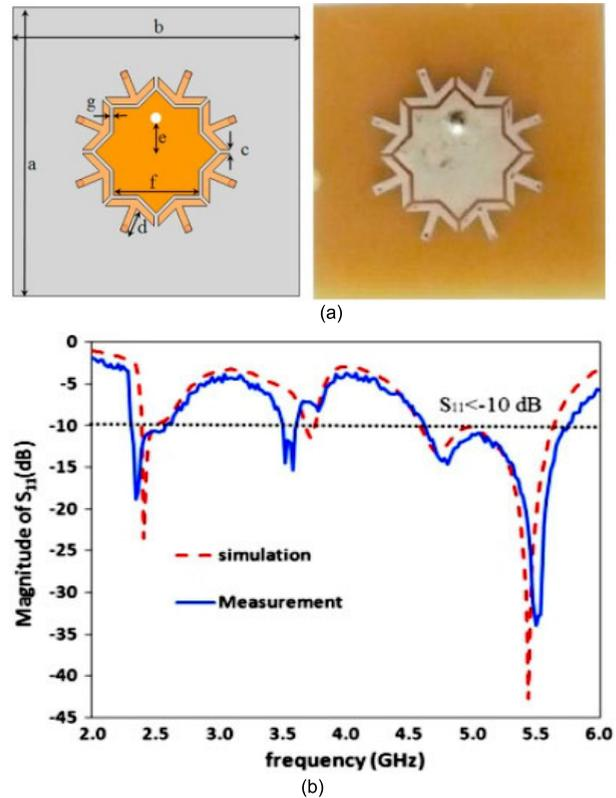 b
g
e
a
c
f
d
(a)
0
-5
S₁₁<-10 dB
-10
-15
-20
-25
simulation
-30
Measurement
-35
-40
-45
Magnitude of S₁₁(dB)
2.0 2.5 3.0 3.5 4.0 4.5 5.0 5.5 6.0
frequency (GHz)
(b)